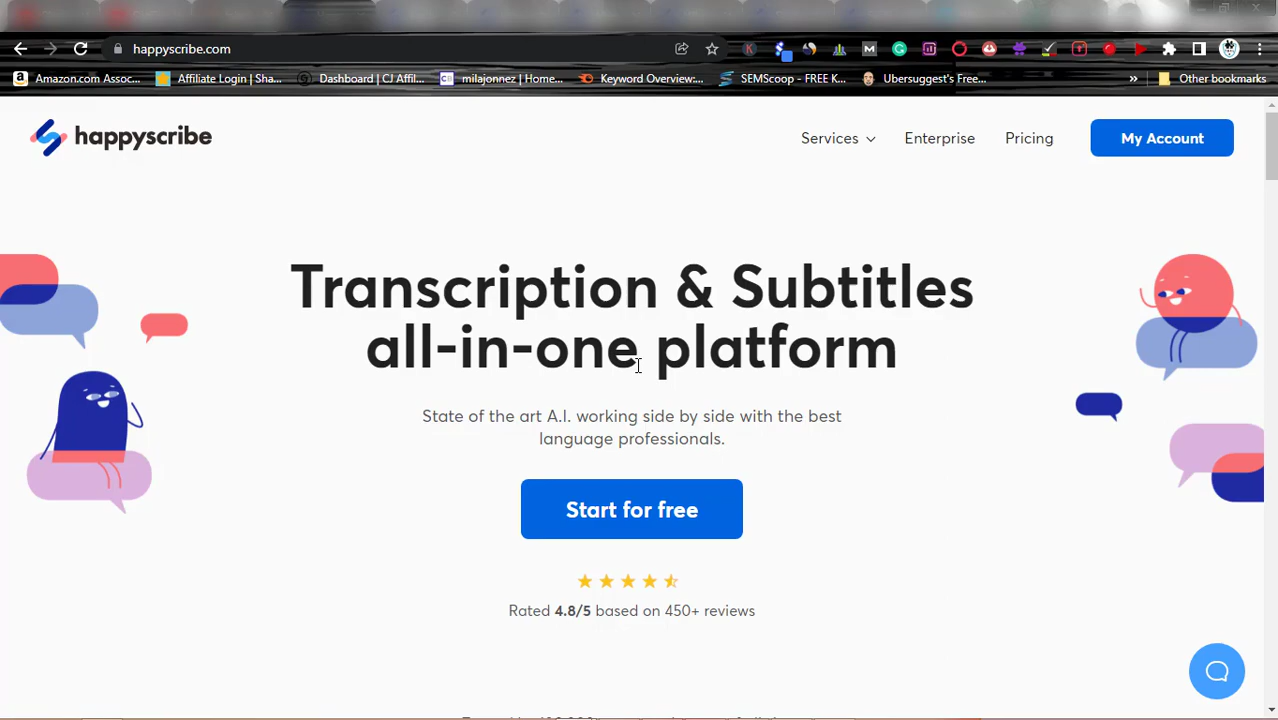 happyscribe.com
Amazon.com Assoc...
Affiliate Login | Sha...
Dashboard | CJ Affil...
milajonnez | Home...
Keyword Overview:...
SEMScoop - FREE K...
Ubersuggest's Free...
»
Other bookmarks
happyscribe
Services
Enterprise
Pricing
My Account
Transcription & Subtitles
all-in-one platform
State of the art A.I. working side by side with the best
language professionals.
Start for free
Rated 4.8/5 based on 450+ reviews